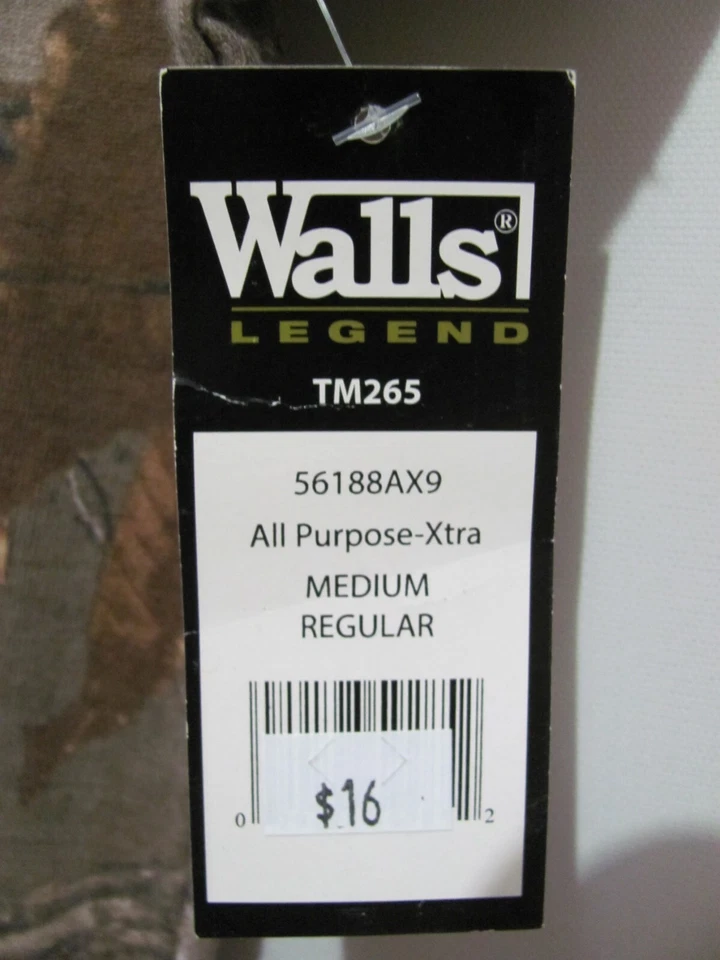 Walls®
LEGEND
TM265
56188AX9
All Purpose-Xtra
MEDIUM
REGULAR
$16
0 2